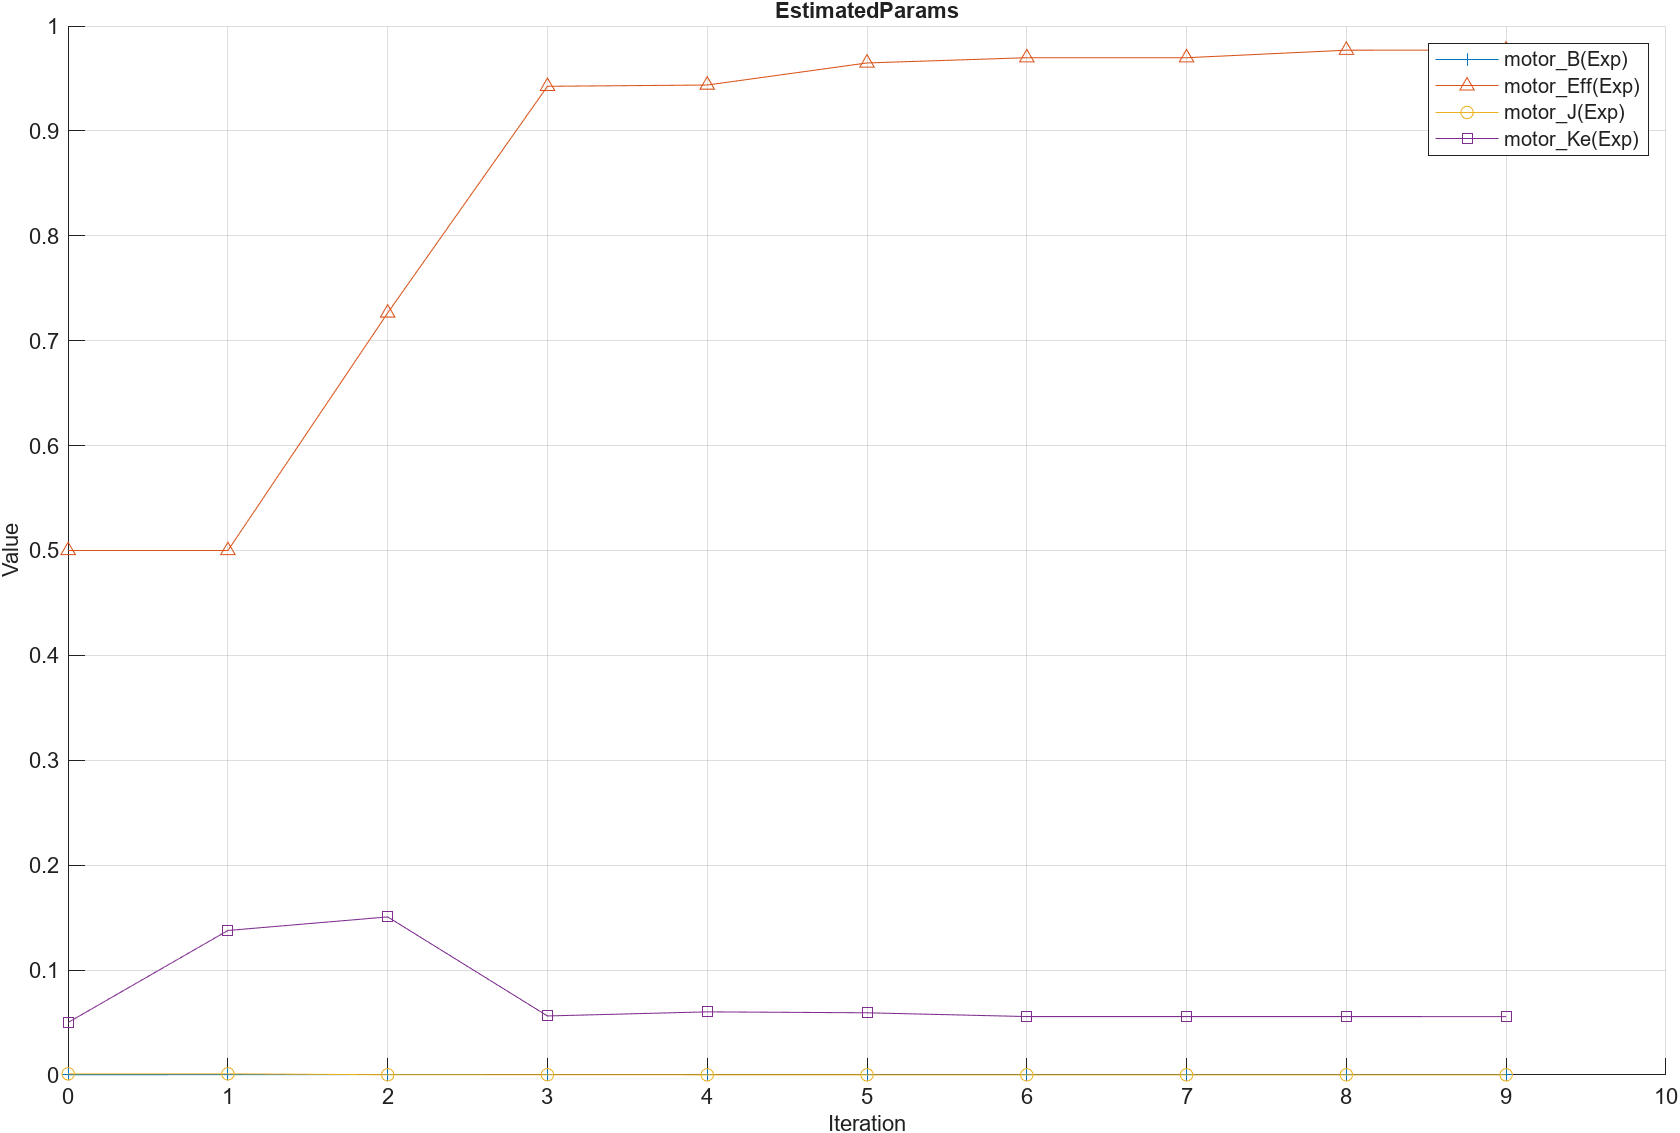 EstimatedParams
1
0.9
0.8
0.7
0.6
0.5
0.4
0.3
0.2
0.1
0
Value
motor_B(Exp)
motor_Eff(Exp)
motor_J(Exp)
motor_Ke(Exp)
0 1 2 3 4 5 6 7 8 9 10
Iteration